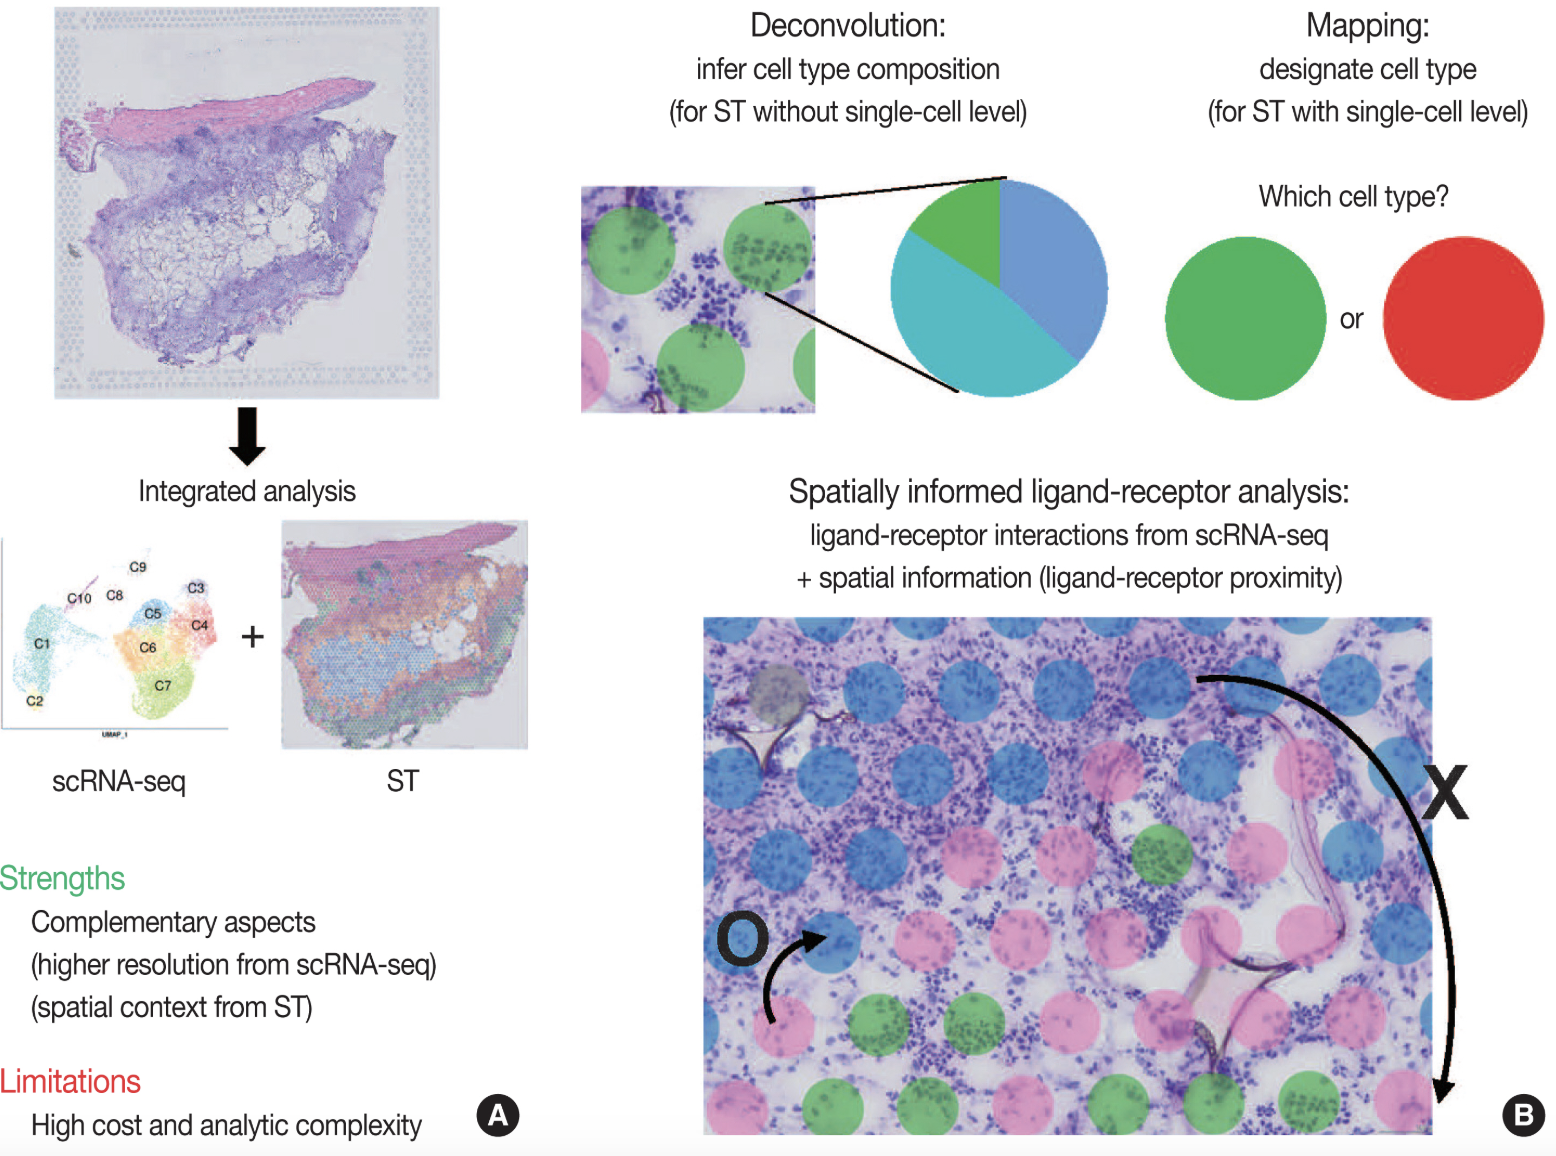 Integrated analysis
C9
C10
C8
C3
C5
C4
C1
C6
C7
C2
UMAP_1
+
scRNA-seq
ST
Strengths
Complementary aspects
(higher resolution from scRNA-seq)
(spatial context from ST)
Limitations
High cost and analytic complexity
A
Deconvolution:
infer cell type composition
(for ST without single-cell level)
Mapping:
designate cell type
(for ST with single-cell level)
Which cell type?
or
Spatially informed ligand-receptor analysis:
ligand-receptor interactions from scRNA-seq
+ spatial information (ligand-receptor proximity)
X
O
B